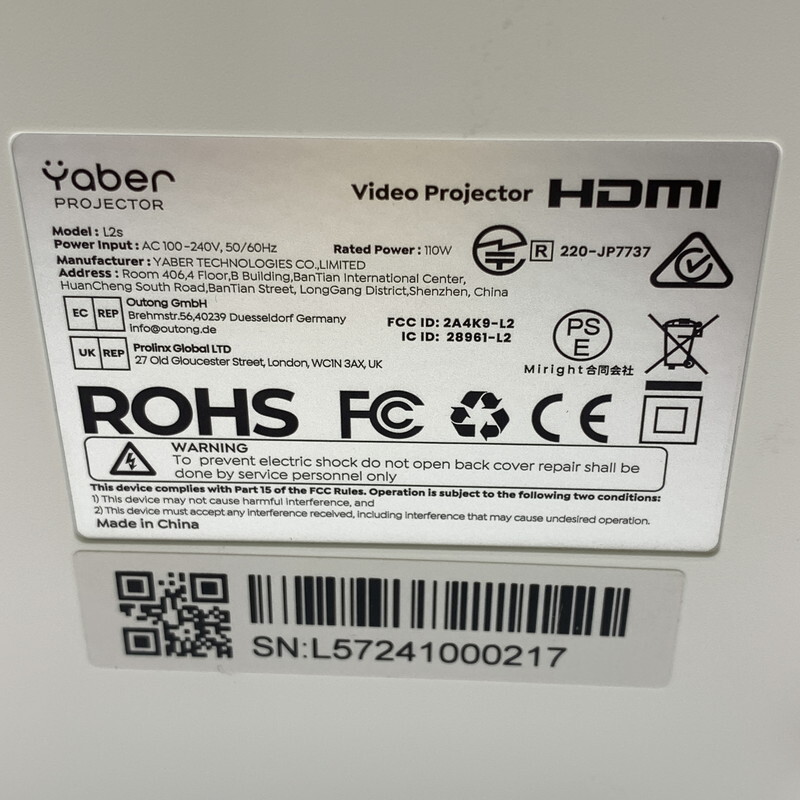 Yaber
PROJECTOR
Video Projector HDMI
Model : L2s
Power Input : AC 100-240V, 50/60Hz
Rated Power : 110W
R 220-JP7737
Manufacturer : YABER TECHNOLOGIES CO.,LIMITED
Address : Room 406,4 Floor,B Building,BanTian International Center,
HuanCheng South Road,BanTian Street, LongGang District,Shenzhen, China
EC REP
Outong GmbH
Brehmstr.56,40239 Duesseldorf Germany
info@outong.de
FCC ID: 2A4K9-L2
IC ID: 28961-L2
PS
E
Miright合同会社
UK REP
Prolinx Global LTD
27 Old Gloucester Street, London, WC1N 3AX, UK
ROHS FC CE
WARNING
To prevent electric shock do not open back cover repair shall be
done by service personnel only
This device complies with Part 15 of the FCC Rules. Operation is subject to the following two conditions:
1) This device may not cause harmful interference, and
2) This device must accept any interference received, including interference that may cause undesired operation.
Made in China
SN:L57241000217